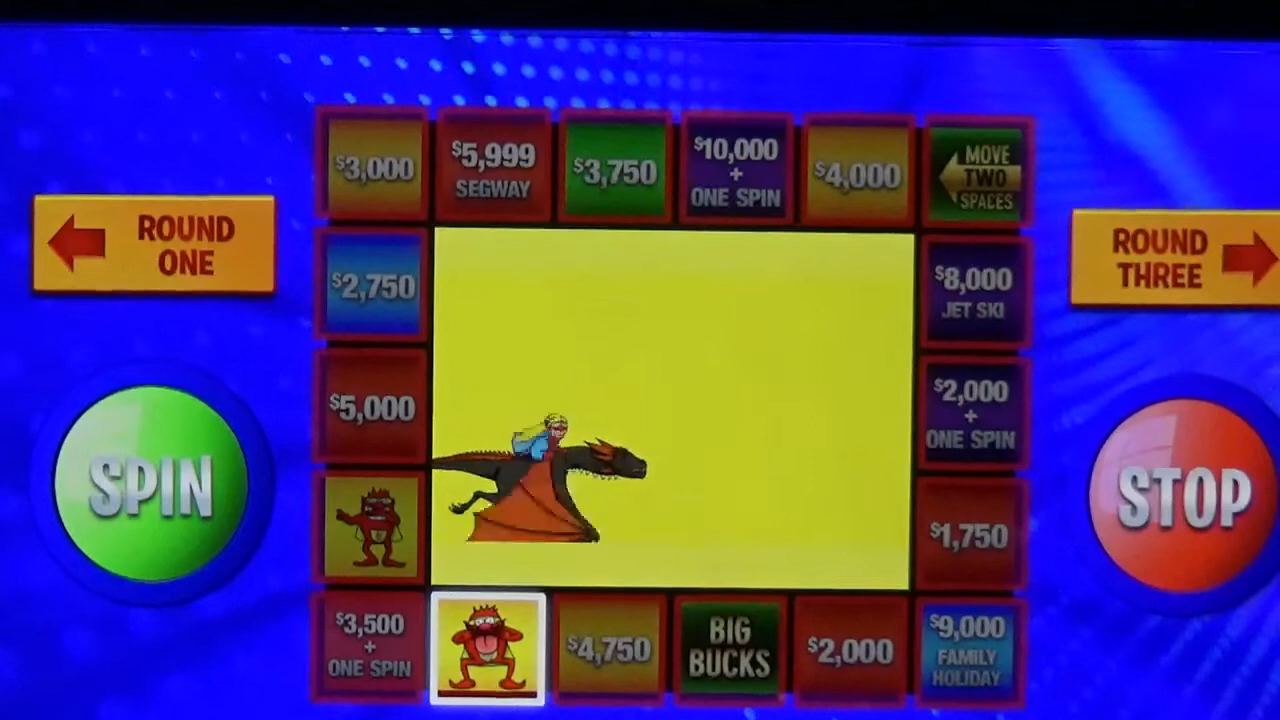 $3,000
$5,999
SEGWAY
$3,750
$10,000
+
ONE SPIN
$4,000
MOVE
TWO
SPACES
ROUND
ONE
$2,750
$8,000
JET SKI
ROUND
THREE
$5,000
$2,000
+
ONE SPIN
SPIN
STOP
$1,750
$3,500
+
ONE SPIN
$4,750
BIG
BUCKS
$2,000
$9,000
FAMILY
HOLIDAY